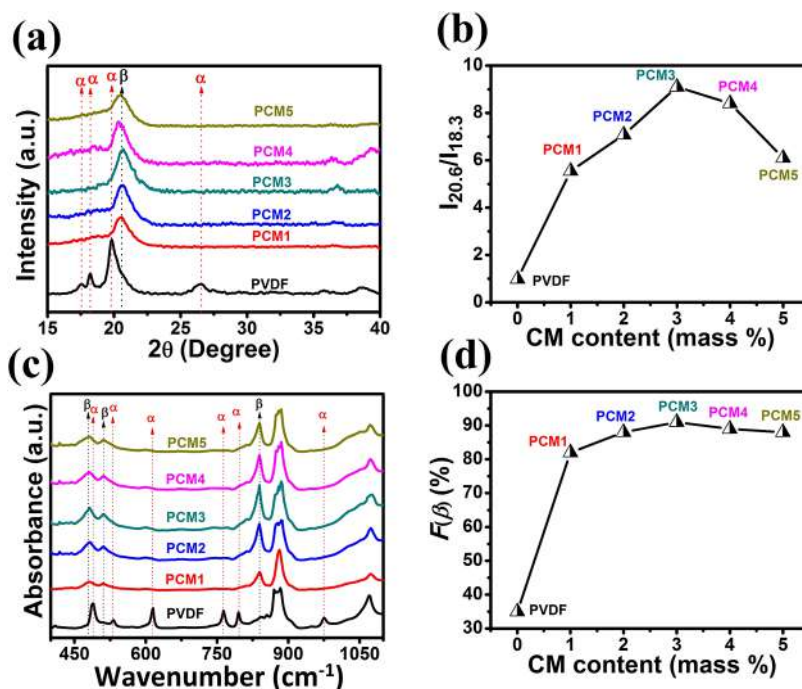 (a)
α α α β α
PCM5
PCM4
PCM3
PCM2
PCM1
PVDF
Intensity (a.u.)
15 20 25 30 35 40
2θ (Degree)
(b)
I20.6/I18.3
10
8
6
4
2
0
PCM3
PCM4
PCM2
PCM1
PCM5
PVDF
0 1 2 3 4 5
CM content (mass %)
(c)
β α β α α α α β α
PCM5
PCM4
PCM3
PCM2
PCM1
PVDF
Absorbance (a.u.)
450 600 750 900 1050
Wavenumber (cm-1)
(d)
F(β) (%)
100
90
80
70
60
50
40
30
PCM3
PCM2
PCM4
PCM5
PCM1
PVDF
0 1 2 3 4 5
CM content (mass %)